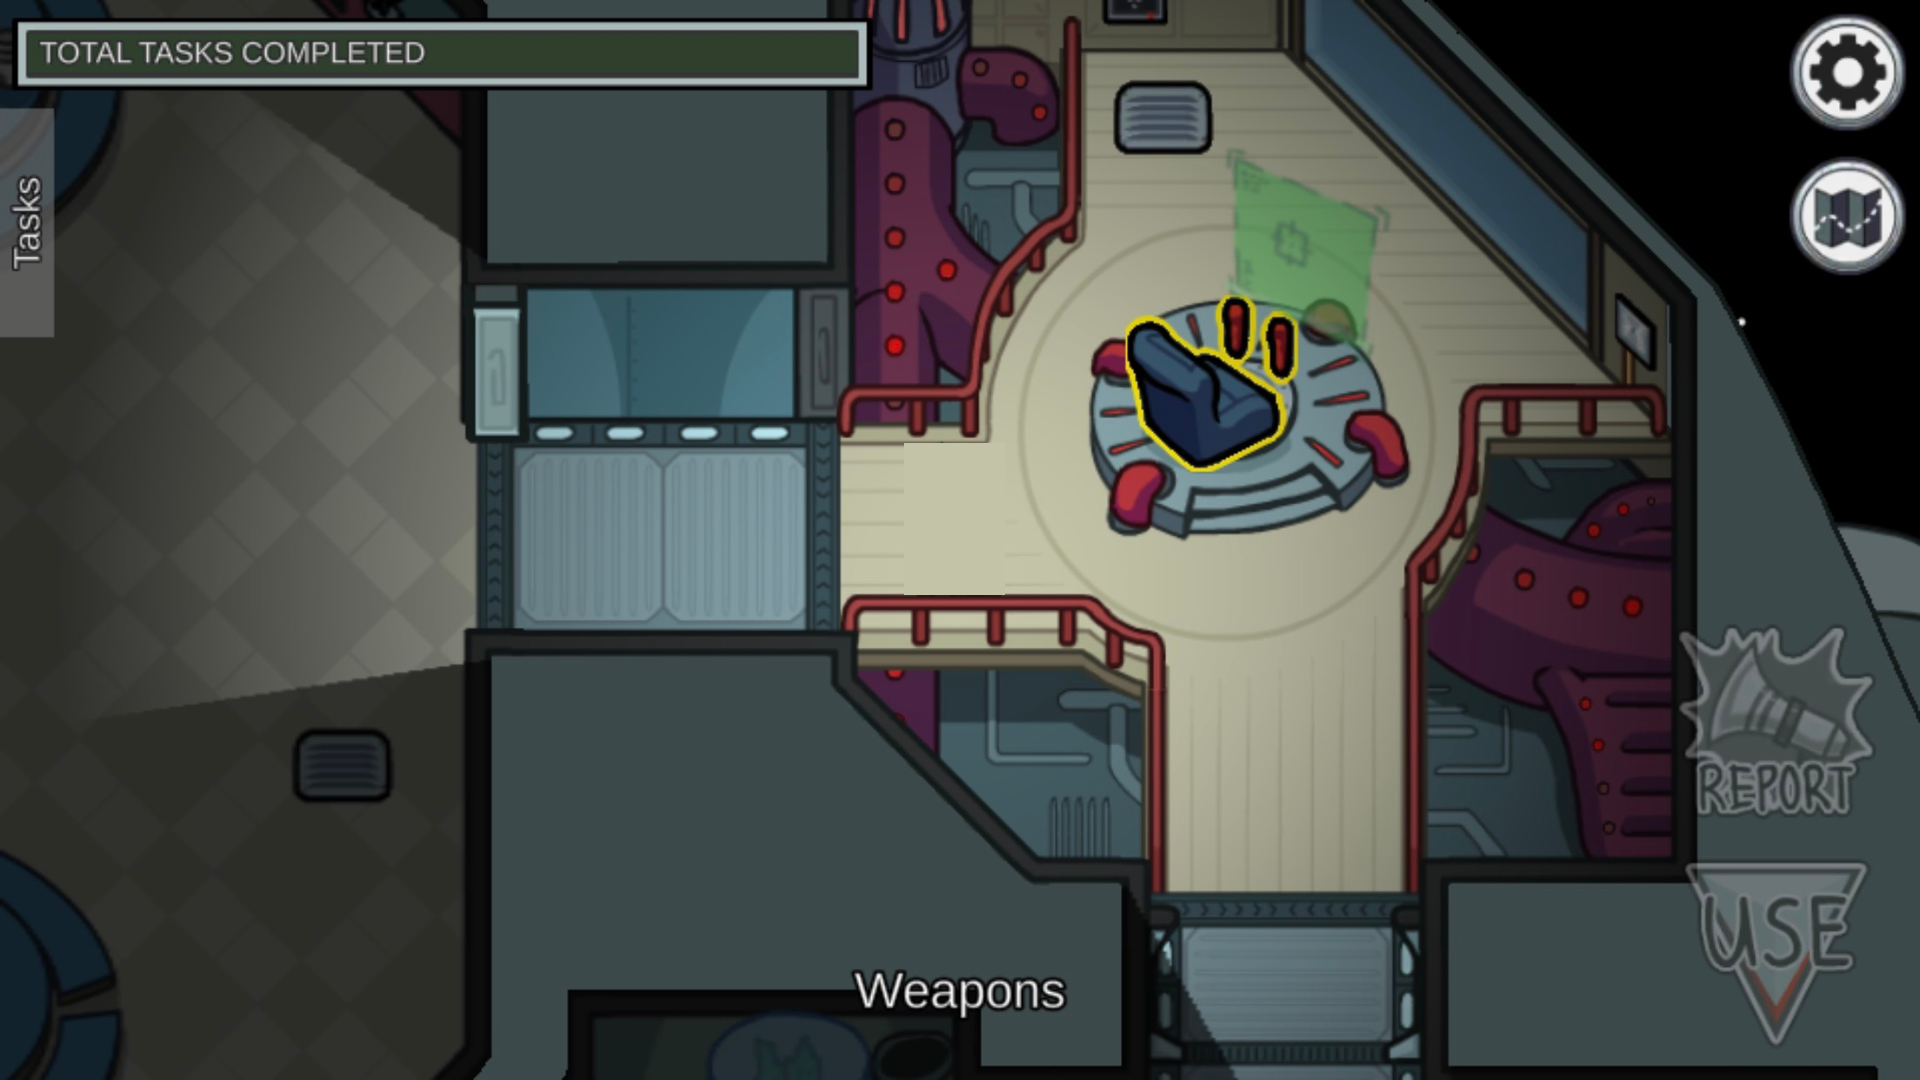 TOTAL TASKS COMPLETED
Tasks
REPORT
USE
Weapons